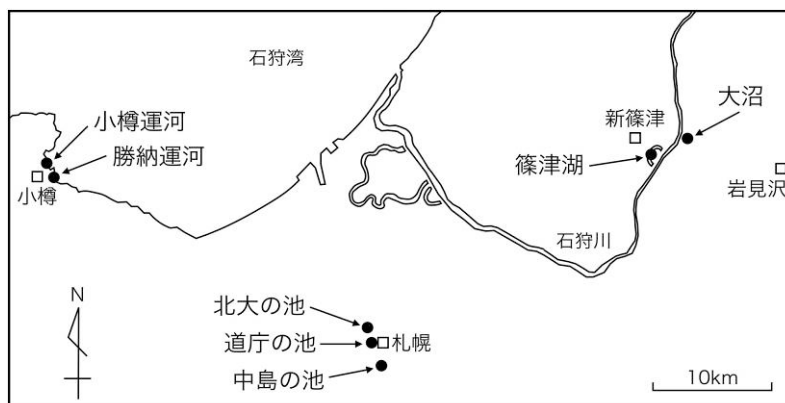 石狩湾
大沼
新篠津
小樽運河
勝納運河
篠津湖
小樽
岩見沢
石狩川
N
北大の池
道庁の池
札幌
中島の池
10km